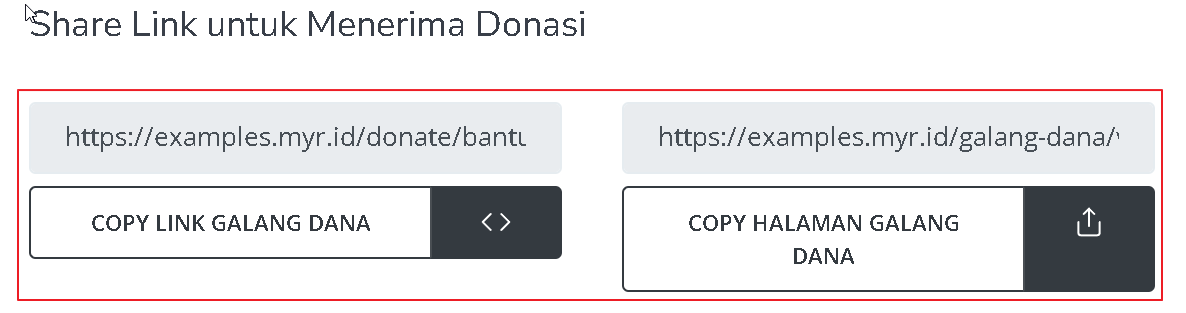 Share Link untuk Menerima Donasi
https://examples.myr.id/donate/bantu
https://examples.myr.id/galang-dana/
COPY LINK GALANG DANA
COPY HALAMAN GALANG
DANA